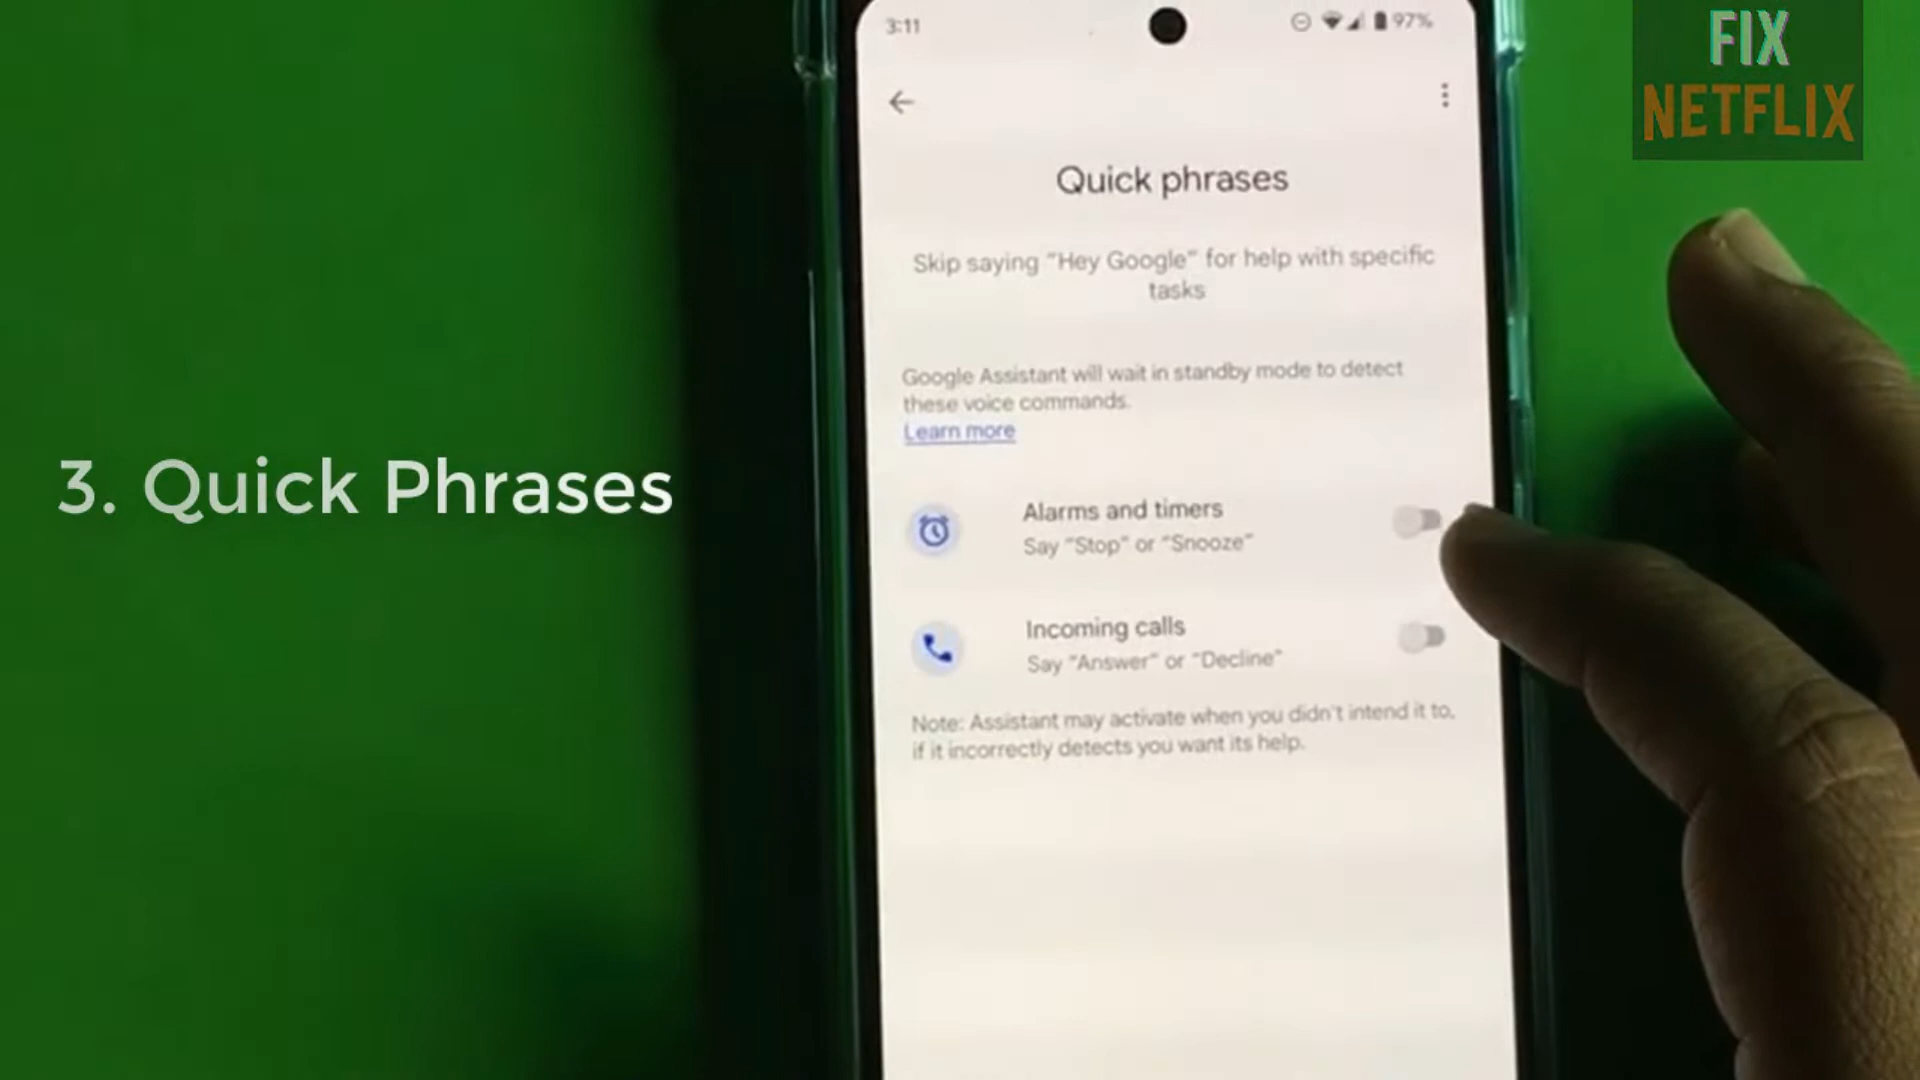 3:11
97%
FIX
NETFLIX
Quick phrases
Skip saying "Hey Google" for help with specific
tasks
Google Assistant will wait in standby mode to detect
these voice commands.
Learn more
3. Quick Phrases
Alarms and timers
Say "Stop" or "Snooze"
Incoming calls
Say "Answer" or "Decline"
Note: Assistant may activate when you didn't intend it to,
if it incorrectly detects you want its help.